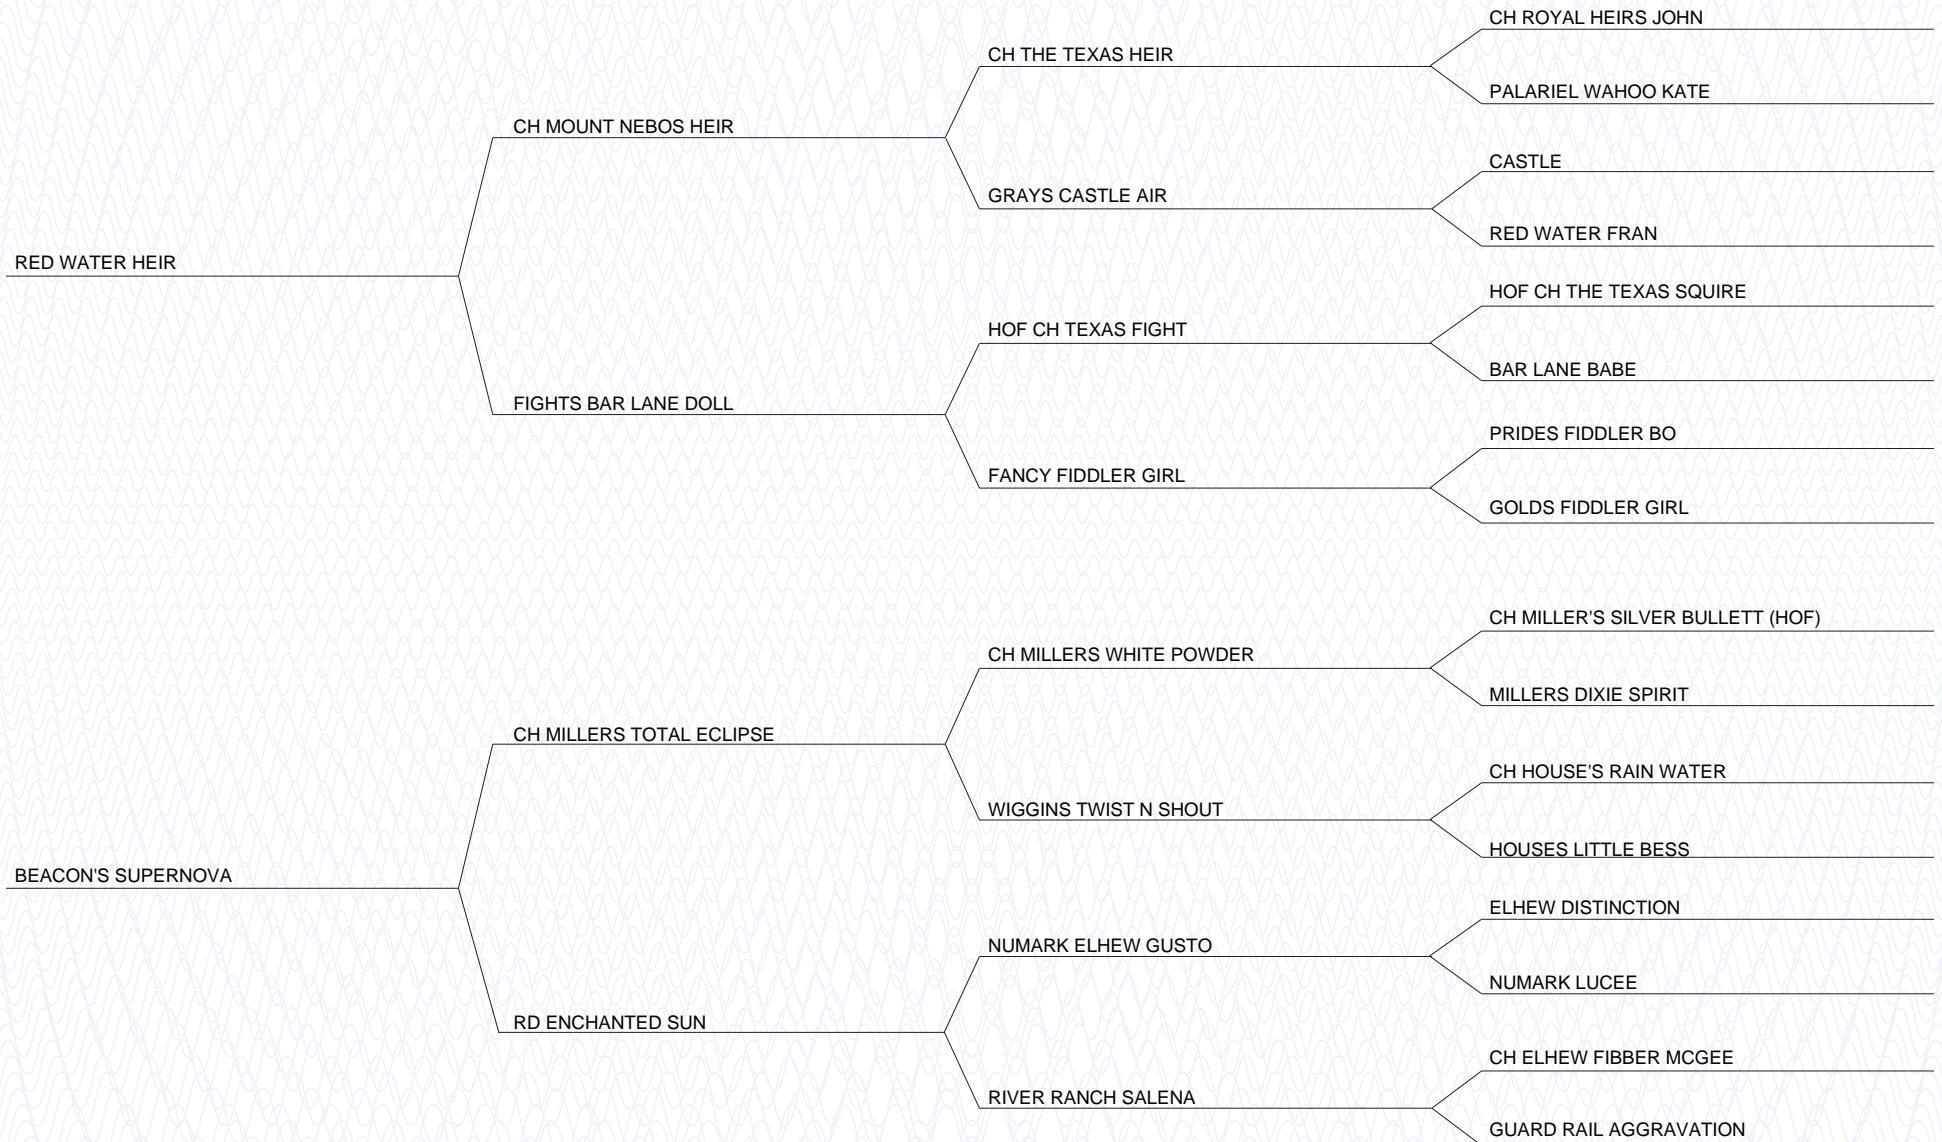 CH ROYAL HEIRS JOHN
CH THE TEXAS HEIR
PALARIEL WAHOO KATE
CH MOUNT NEBOS HEIR
CASTLE
GRAYS CASTLE AIR
RED WATER FRAN
RED WATER HEIR
HOF CH THE TEXAS SQUIRE
HOF CH TEXAS FIGHT
BAR LANE BABE
FIGHTS BAR LANE DOLL
PRIDES FIDDLER BO
FANCY FIDDLER GIRL
GOLDS FIDDLER GIRL
CH MILLER'S SILVER BULLETT (HOF)
CH MILLERS WHITE POWDER
MILLERS DIXIE SPIRIT
CH MILLERS TOTAL ECLIPSE
CH HOUSE'S RAIN WATER
WIGGINS TWIST N SHOUT
HOUSES LITTLE BESS
BEACON'S SUPERNOVA
ELHEW DISTINCTION
NUMARK ELHEW GUSTO
NUMARK LUCEE
RD ENCHANTED SUN
CH ELHEW FIBBER MCGEE
RIVER RANCH SALENA
GUARD RAIL AGGRAVATION